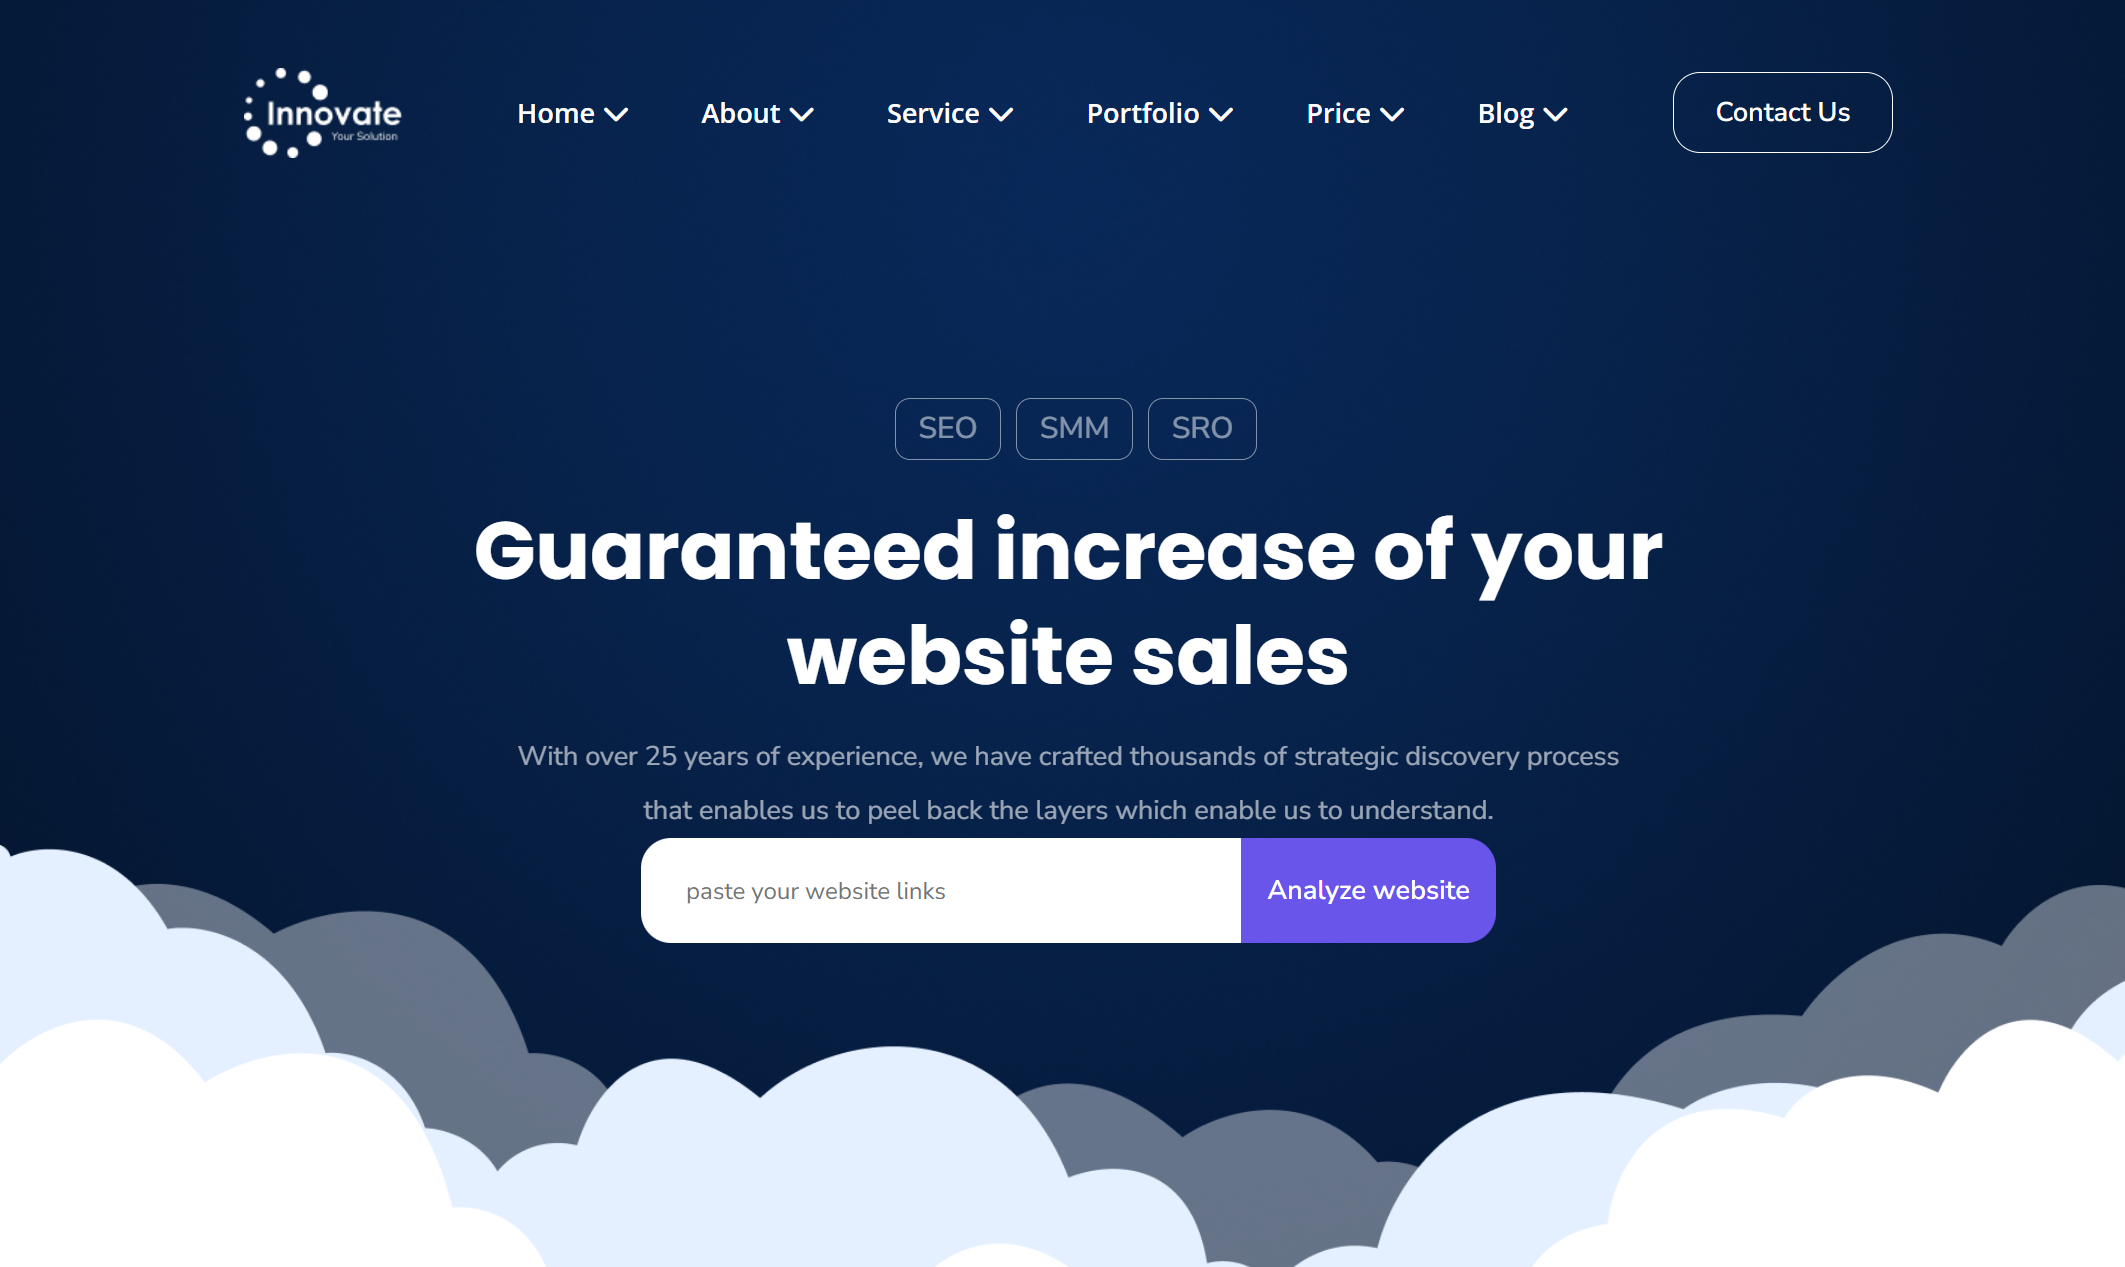 Innovate
Your Solution
Home
About
Service
Portfolio
Price
Blog
Contact Us
SEO
SMM
SRO
Guaranteed increase of your
website sales
With over 25 years of experience, we have crafted thousands of strategic discovery process
that enables us to peel back the layers which enable us to understand.
paste your website links
Analyze website